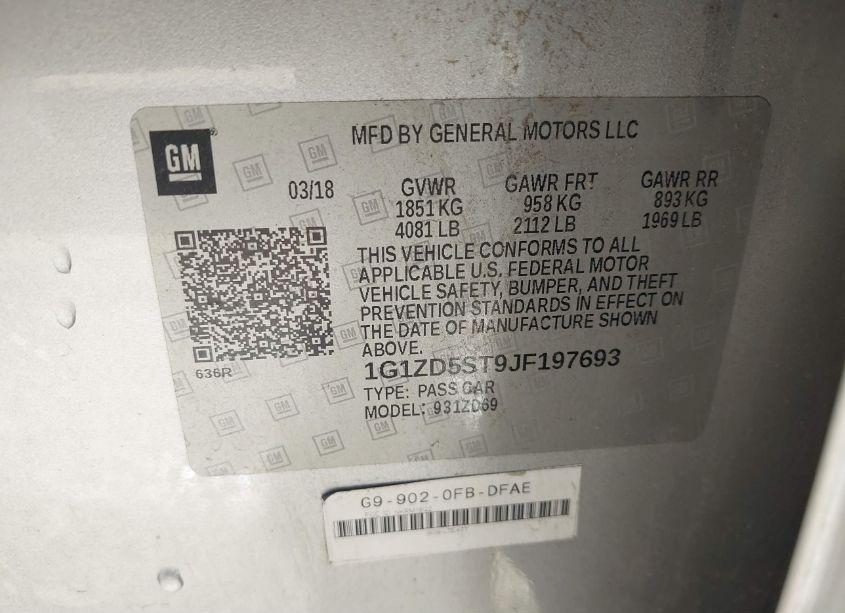 GM
MFD BY GENERAL MOTORS LLC
03/18
GVWR GAWR FRT GAWR RR
1851 KG 958 KG 893 KG
4081 LB 2112 LB 1969 LB
THIS VEHICLE CONFORMS TO ALL
APPLICABLE U.S. FEDERAL MOTOR
VEHICLE SAFETY, BUMPER, AND THEFT
PREVENTION STANDARDS IN EFFECT ON
THE DATE OF MANUFACTURE SHOWN
ABOVE.
636R
1G1ZD5ST9JF197693
TYPE: PASS CAR
MODEL: 931ZD69
G9-902-0FB-DFAE